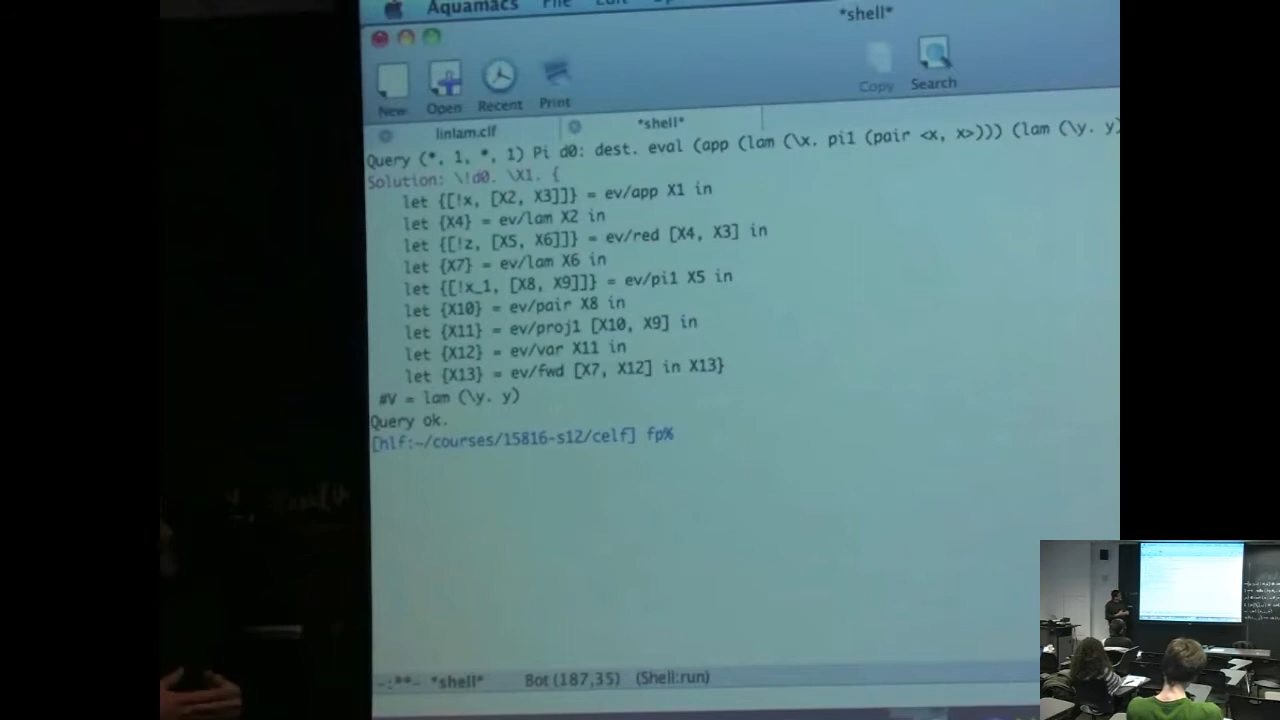 Aquamacs File Edit
*shell*
New Open Recent Print Copy Search
linlam.clf *shell*
Query (*, 1, *, 1) Pi d0: dest. eval (app (lam (\x. pi1 (pair <x, x>))) (lam (\y. y)
Solution: \!d0. \X1. {
let {[!x, [X2, X3]]} = ev/app X1 in
let {X4} = ev/lam X2 in
let {[!z, [X5, X6]]} = ev/red [X4, X3] in
let {X7} = ev/lam X6 in
let {[!x_1, [X8, X9]]} = ev/pi1 X5 in
let {X10} = ev/pair X8 in
let {X11} = ev/proj1 [X10, X9] in
let {X12} = ev/var X11 in
let {X13} = ev/fwd [X7, X12] in X13}
#V = lam (\y. y)
Query ok.
[hlf:~/courses/15816-s12/celf] fp%
-:**- *shell* Bot (187,35) (Shell:run)